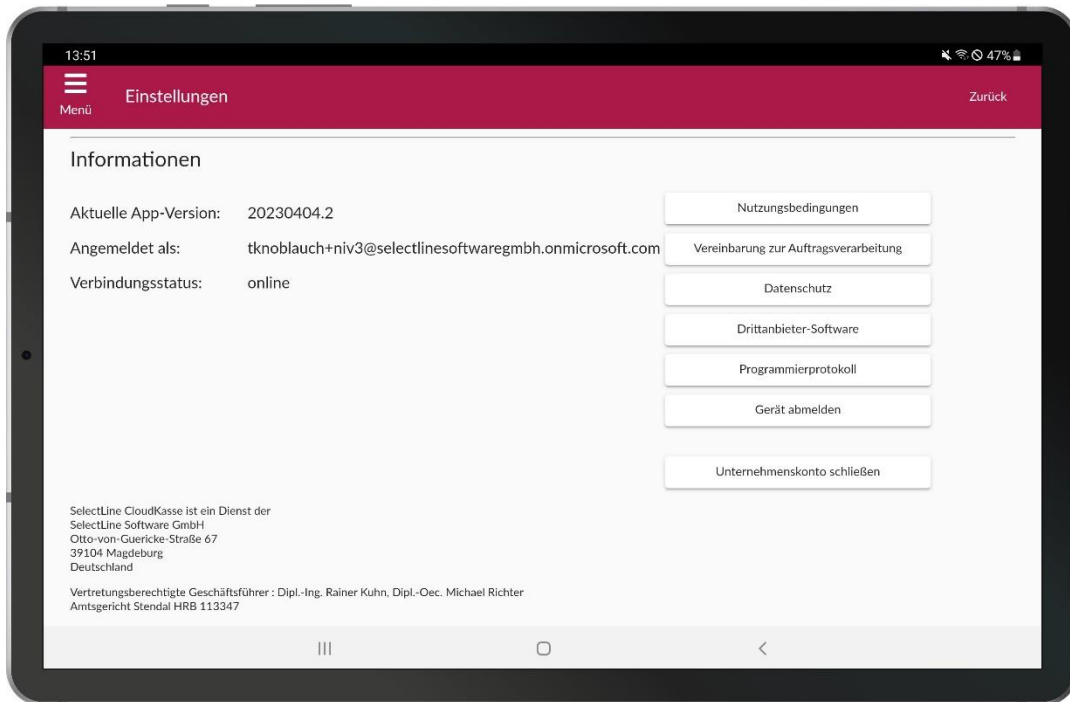 13:51
47%
Menü
Einstellungen
Zurück
Informationen
Aktuelle App-Version: 20230404.2
Angemeldet als: tknoblauch+niv3@selectlinesoftwaregmbh.onmicrosoft.com
Verbindungsstatus: online
Nutzungsbedingungen
Vereinbarung zur Auftragsverarbeitung
Datenschutz
Drittanbieter-Software
Programmierprotokoll
Gerät abmelden
Unternehmenskonto schließen
SelectLine CloudKasse ist ein Dienst der
SelectLine Software GmbH
Otto-von-Guericke-Straße 67
39104 Magdeburg
Deutschland
Vertretungsberechtigte Geschäftsführer : Dipl.-Ing. Rainer Kuhn, Dipl.-Oec. Michael Richter
Amtsgericht Stendal HRB 113347